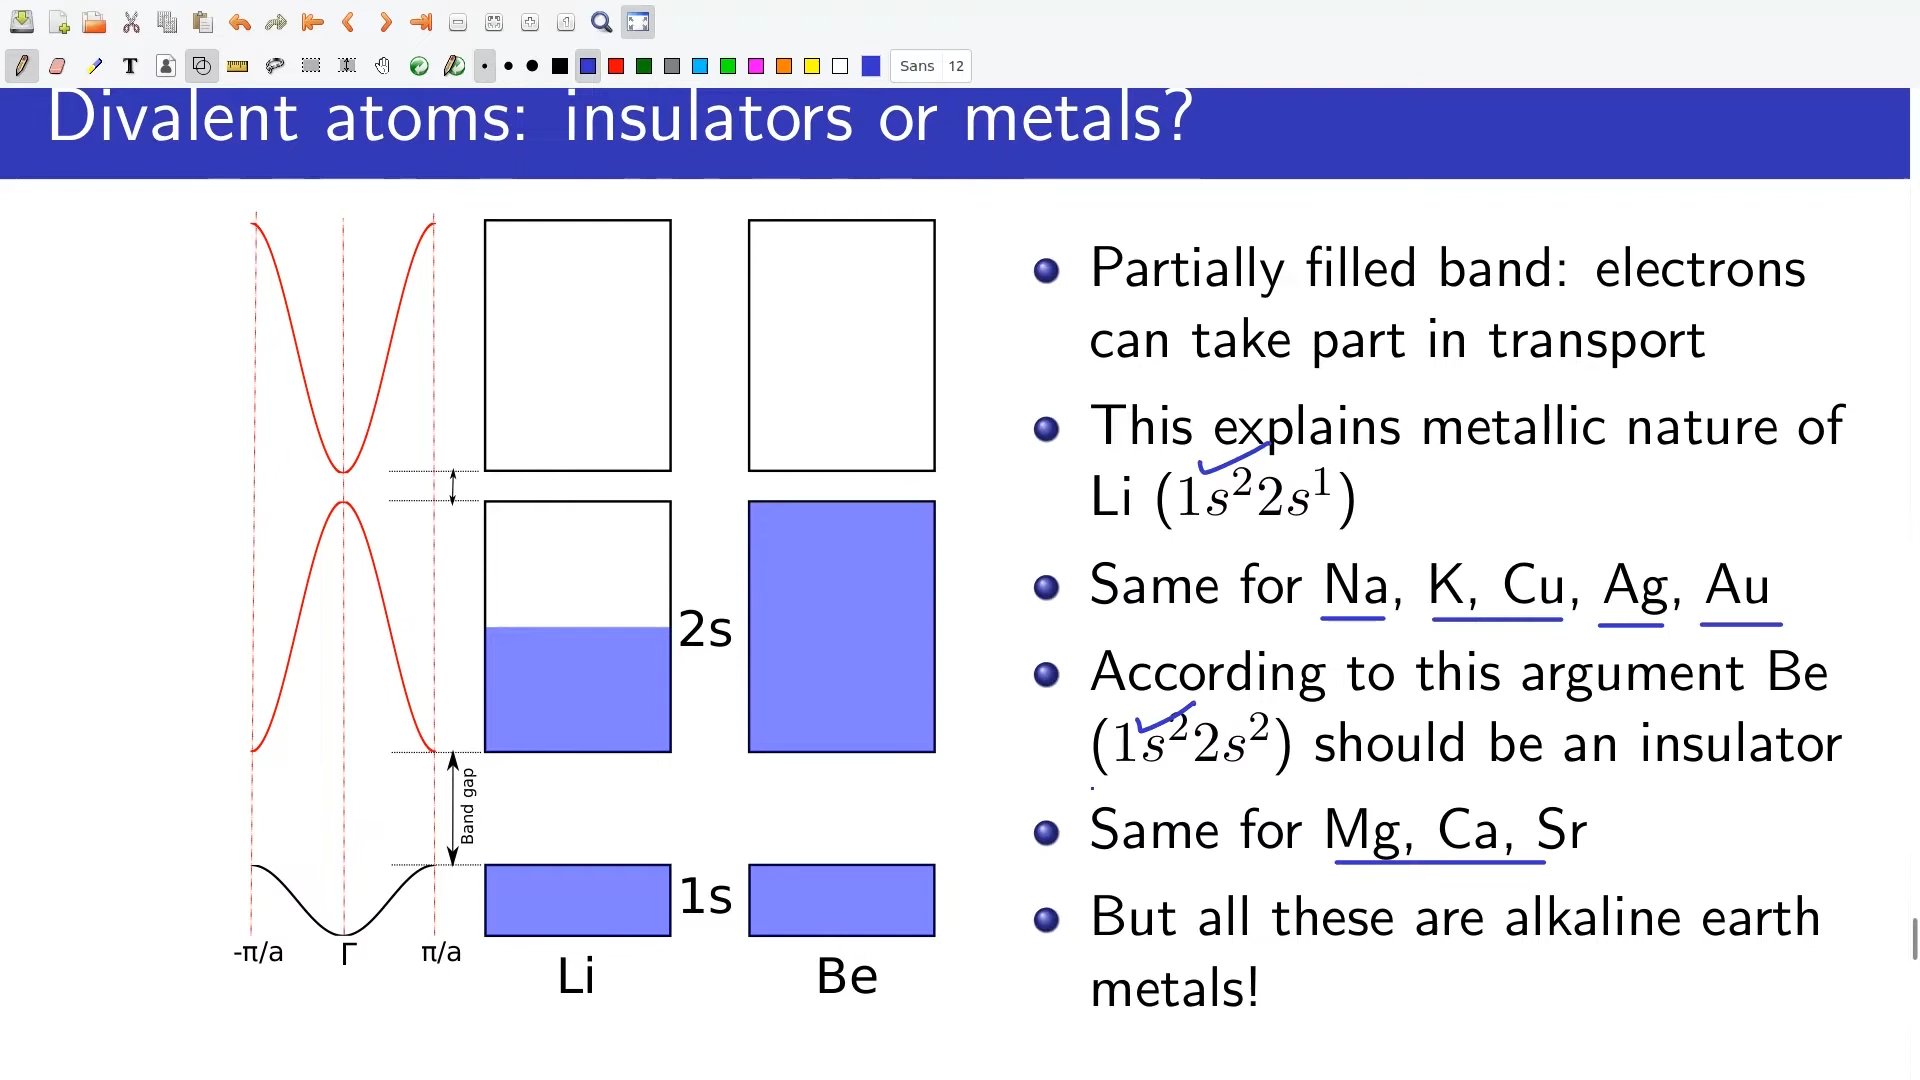 Sans 12
Divalent atoms: insulators or metals?
Partially filled band: electrons
can take part in transport
This explains metallic nature of
Li (1s²2s¹)
Same for Na, K, Cu, Ag, Au
According to this argument Be
(1s²2s²) should be an insulator
Same for Mg, Ca, Sr
But all these are alkaline earth
metals!
2s
Band gap
1s
-π/a Γ π/a
Li Be